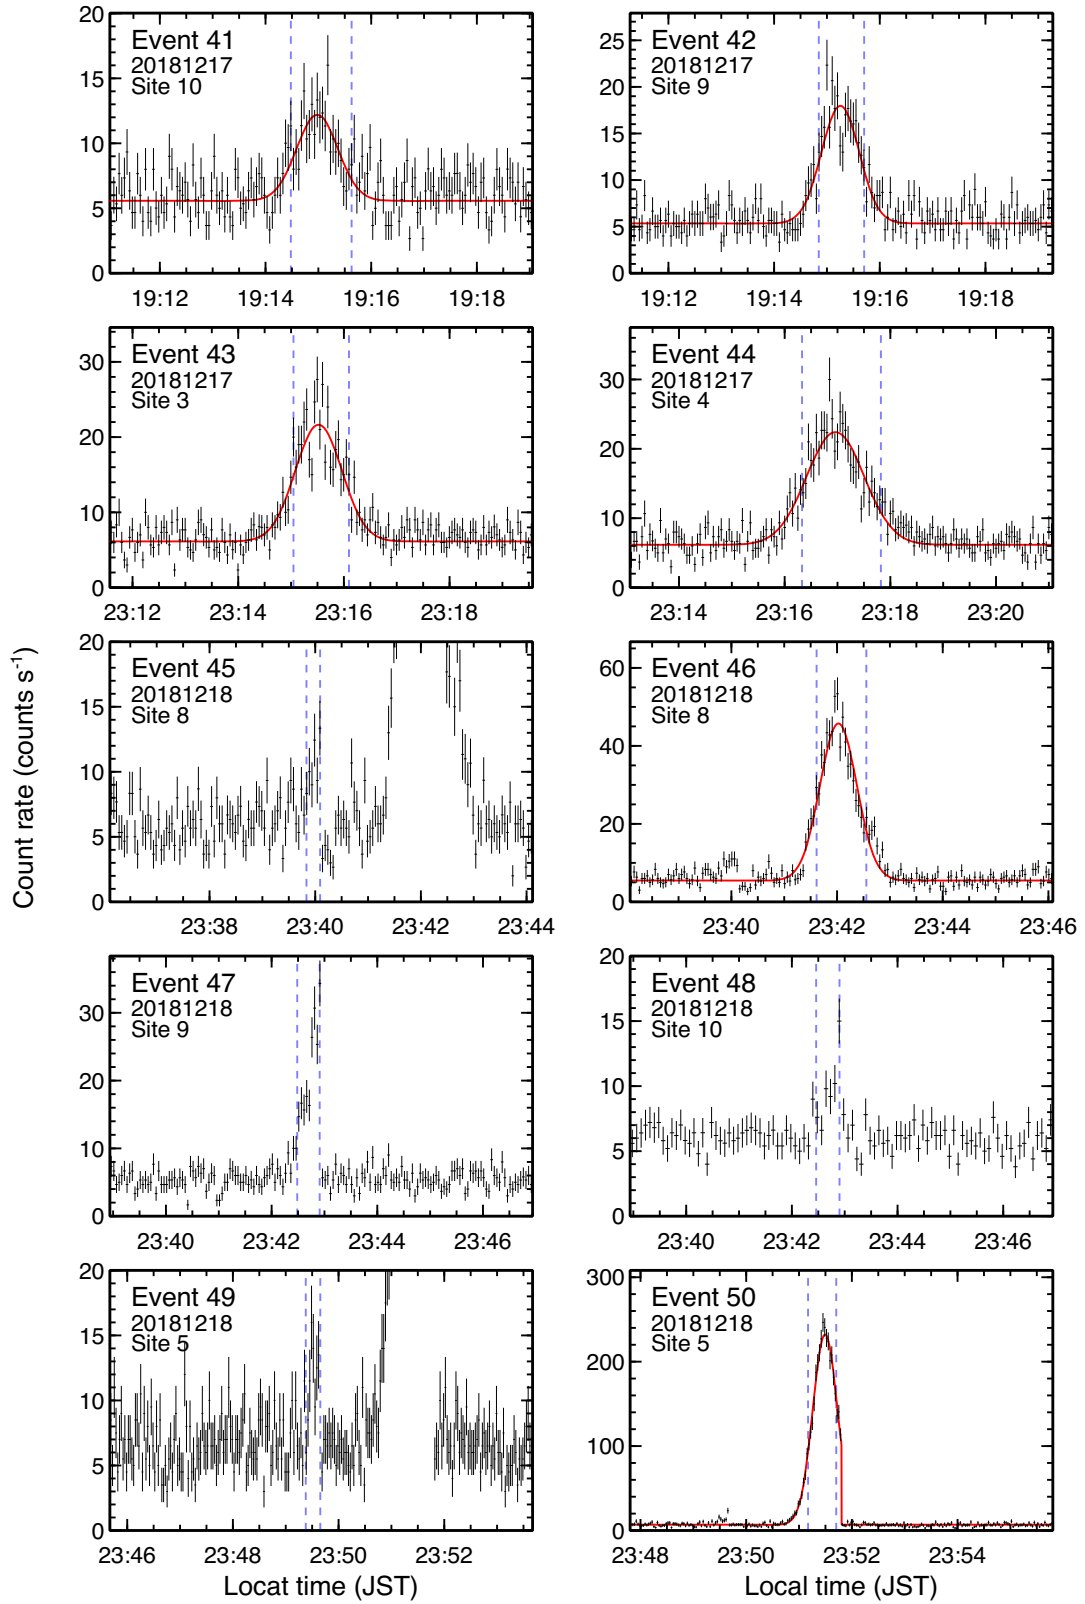 Event 41
20181217
Site 10
20
15
10
5
0
19:12 19:14 19:16 19:18
Event 42
20181217
Site 9
25
20
15
10
5
0
19:12 19:14 19:16 19:18
Event 43
20181217
Site 3
30
20
10
0
23:12 23:14 23:16 23:18
Event 44
20181217
Site 4
30
20
10
0
23:14 23:16 23:18 23:20
Count rate (counts s-1)
Event 45
20181218
Site 8
20
15
10
5
0
23:38 23:40 23:42 23:44
Event 46
20181218
Site 8
60
40
20
0
23:40 23:42 23:44 23:46
Event 47
20181218
Site 9
30
20
10
0
23:40 23:42 23:44 23:46
Event 48
20181218
Site 10
20
15
10
5
0
23:40 23:42 23:44 23:46
Event 49
20181218
Site 5
20
15
10
5
0
23:46 23:48 23:50 23:52
Locat time (JST)
Event 50
20181218
Site 5
300
200
100
0
23:48 23:50 23:52 23:54
Local time (JST)